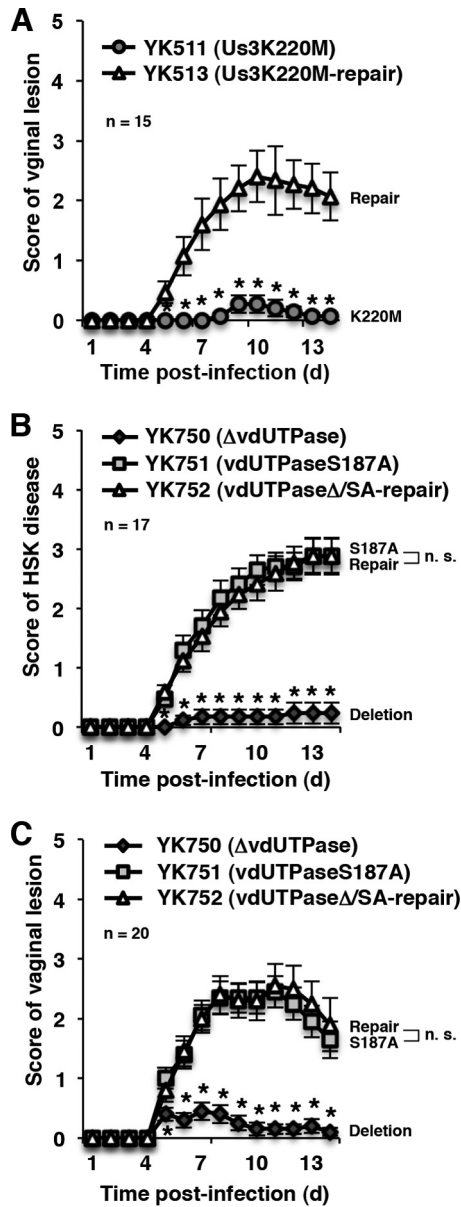 A
5
4
3
2
1
0
Score of vginal lesion
YK511 (Us3K220M)
YK513 (Us3K220M-repair)
n = 15
Repair
* * * * * * * * * *
K220M
1 4 7 10 13
Time post-infection (d)
B
5
4
3
2
1
0
Score of HSK disease
YK750 (ΔvdUTPase)
YK751 (vdUTPaseS187A)
YK752 (vdUTPaseΔ/SA-repair)
n = 17
S187A
Repair
n. s.
* * * * * * * * * *
Deletion
1 4 7 10 13
Time post-infection (d)
C
5
4
3
2
1
0
Score of vaginal lesion
YK750 (ΔvdUTPase)
YK751 (vdUTPaseS187A)
YK752 (vdUTPaseΔ/SA-repair)
n = 20
Repair
S187A
n. s.
* * * * * * * * * *
Deletion
1 4 7 10 13
Time post-infection (d)